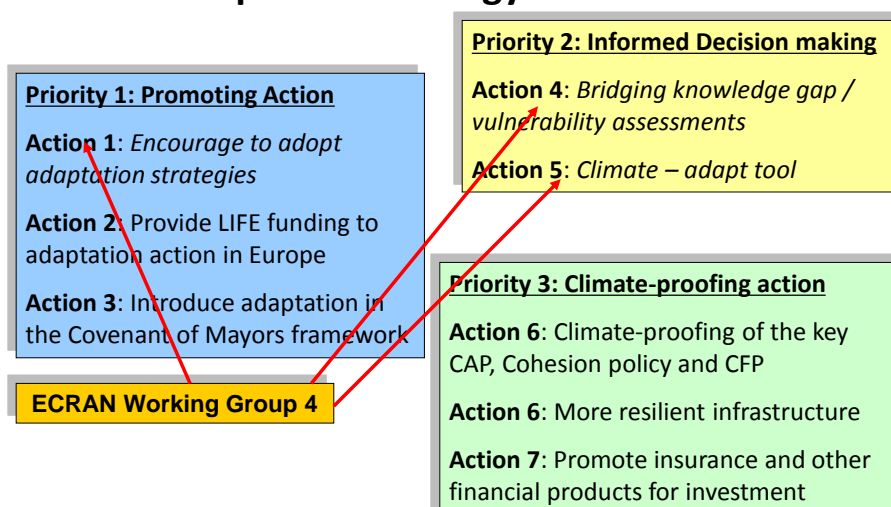 Priority 2: Informed Decision making
Action 4: Bridging knowledge gap /
vulnerability assessments
Action 5: Climate – adapt tool
Priority 1: Promoting Action
Action 1: Encourage to adopt
adaptation strategies
Action 2: Provide LIFE funding to
adaptation action in Europe
Action 3: Introduce adaptation in
the Covenant of Mayors framework
ECRAN Working Group 4
Priority 3: Climate-proofing action
Action 6: Climate-proofing of the key
CAP, Cohesion policy and CFP
Action 6: More resilient infrastructure
Action 7: Promote insurance and other
financial products for investment